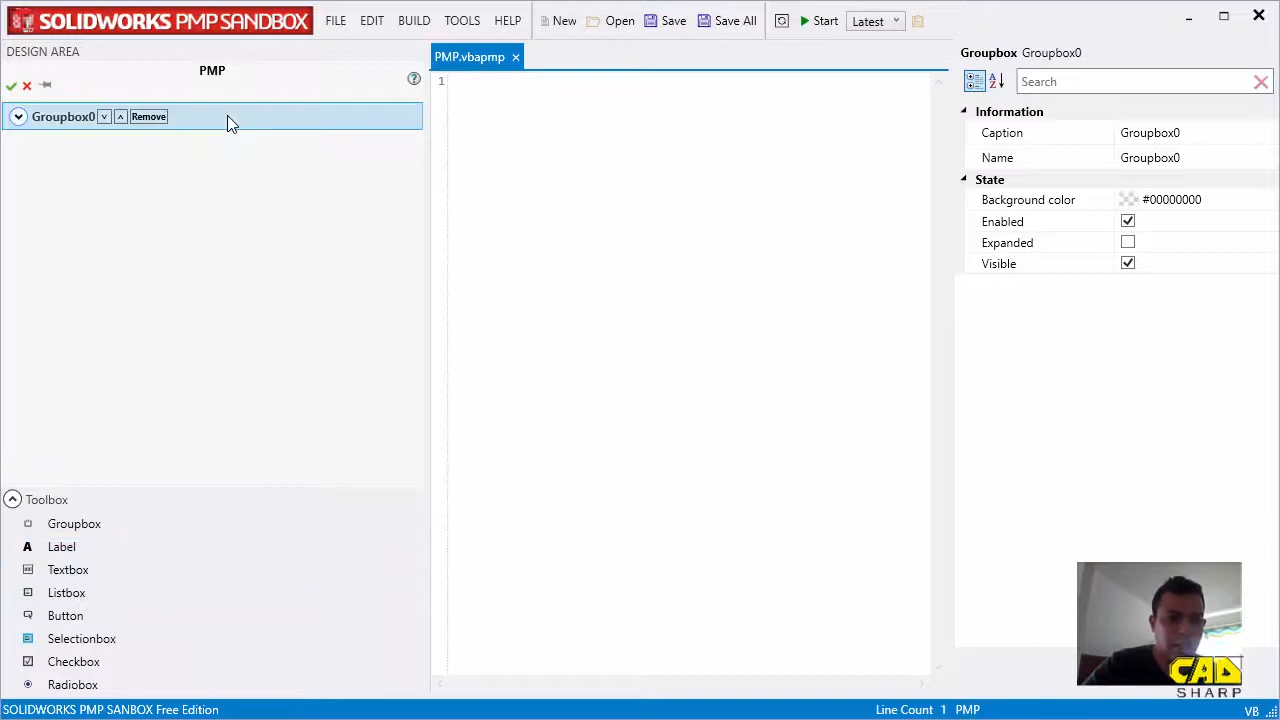 SOLIDWORKS PMP SANDBOX FILE EDIT BUILD TOOLS HELP New Open Save Save All Start Latest
DESIGN AREA
PMP
?
Groupbox0 Remove
Toolbox
Groupbox
A Label
Textbox
Listbox
Button
Selectionbox
Checkbox
Radiobox
PMP.vbapmp ×
1
Groupbox Groupbox0
Search
Information
Caption Groupbox0
Name Groupbox0
State
Background color #00000000
Enabled
Expanded
Visible
CAD
SHARP
SOLIDWORKS PMP SANBOX Free Edition Line Count 1 PMP VB